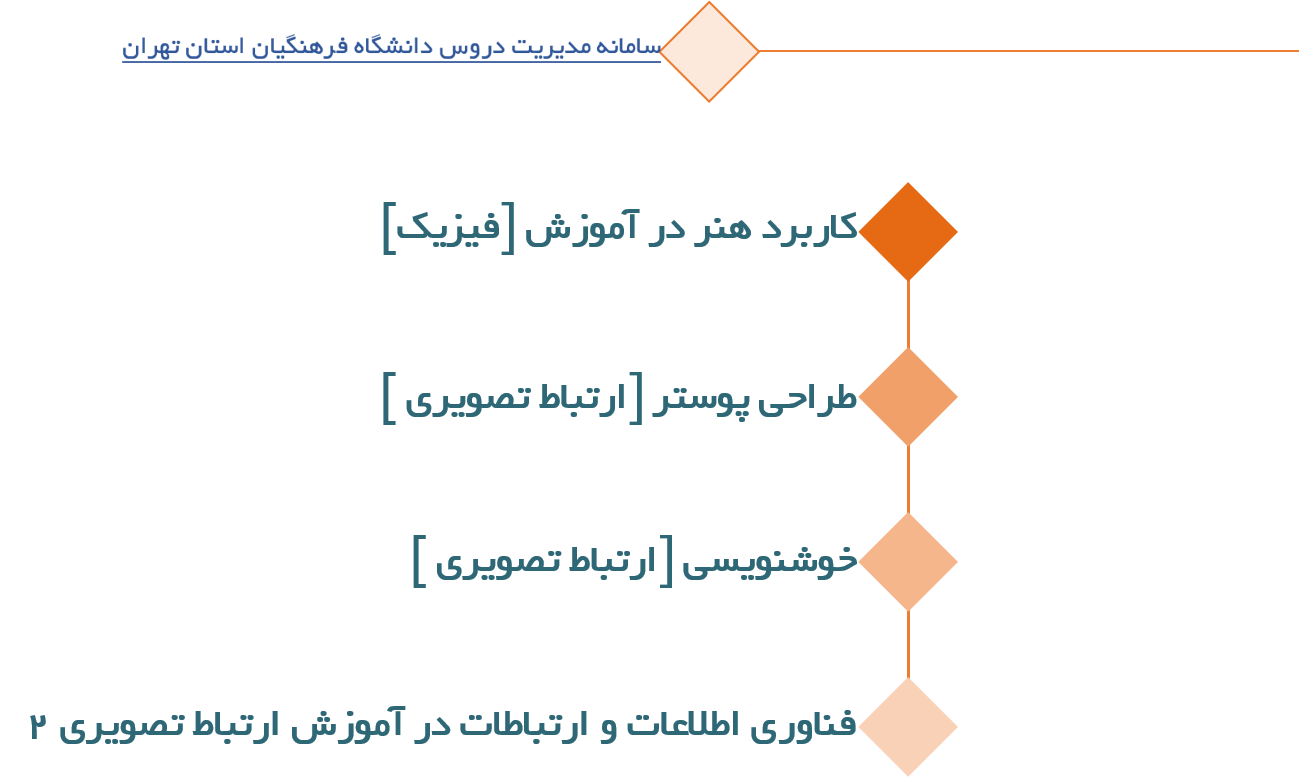 سامانه مدیریت دروس دانشگاه فرهنگیان استان تهران
کاربرد هنر در آموزش [فیزیک]
طراحی پوستر [ارتباط تصویری ]
خوشنویسی [ارتباط تصویری ]
فناوری اطلاعات و ارتباطات در آموزش ارتباط تصویری ۲